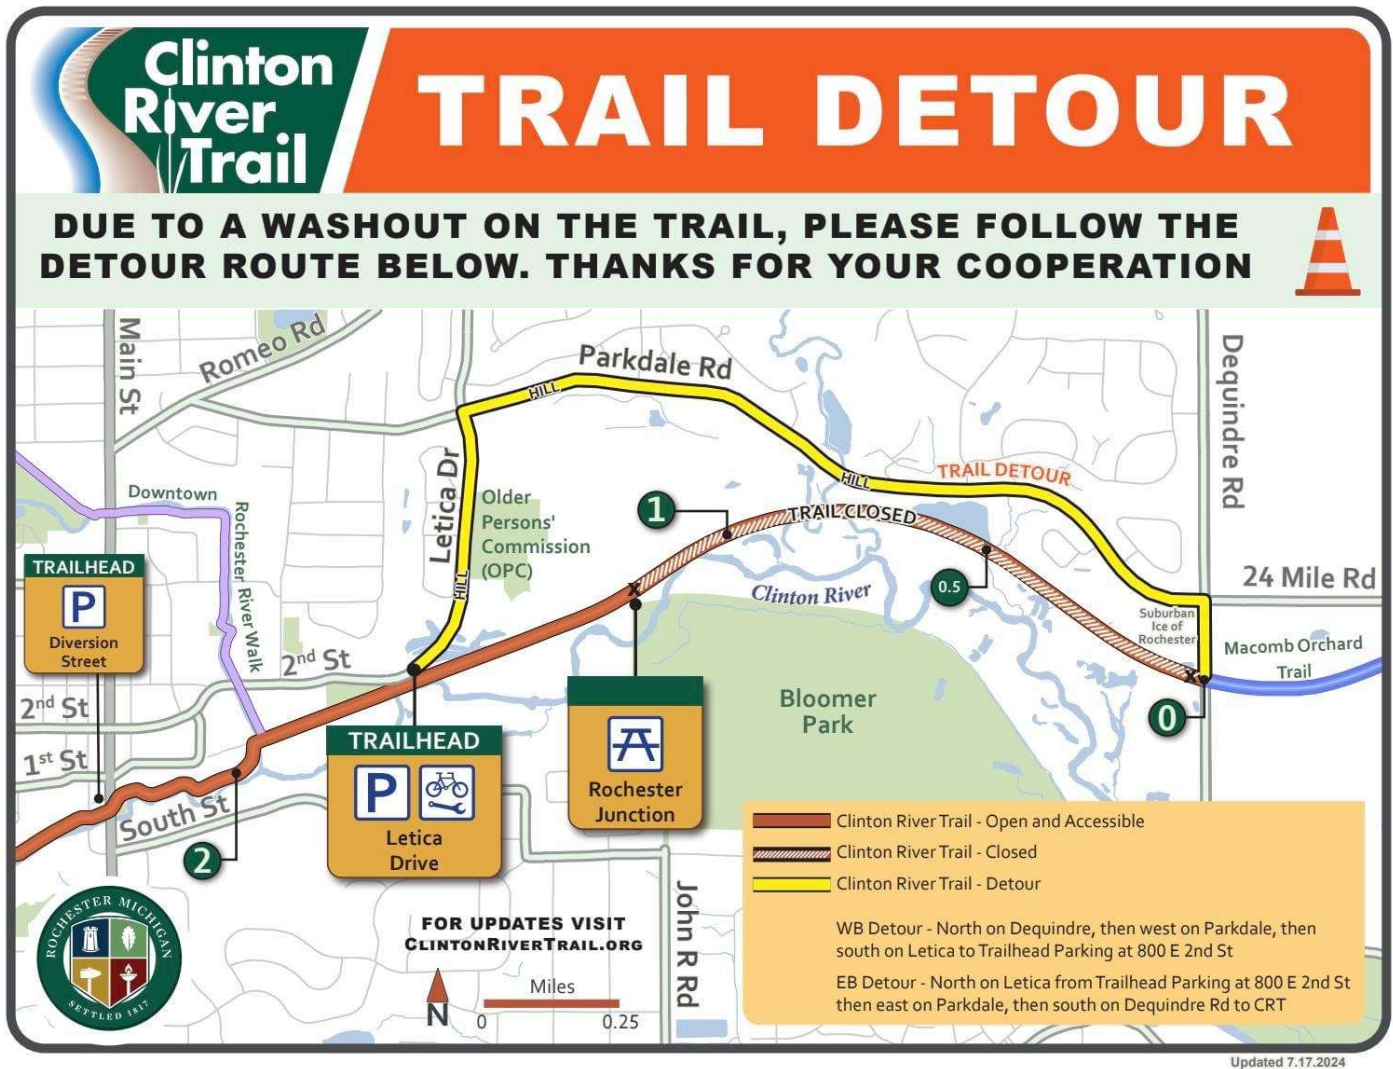 Clinton
River
Trail
TRAIL DETOUR
DUE TO A WASHOUT ON THE TRAIL, PLEASE FOLLOW THE
DETOUR ROUTE BELOW. THANKS FOR YOUR COOPERATION
Main St
Romeo Rd
Parkdale Rd
Dequindre Rd
HILL
Letica Dr
HILL
TRAIL DETOUR
Downtown
Rochester River Walk
Older
Persons'
Commission
(OPC)
1
TRAIL CLOSED
TRAILHEAD
P
Diversion
Street
HILL
x
Clinton River
0.5
24 Mile Rd
Suburban
Ice of
Rochester
Macomb Orchard
Trail
2nd St
x
0
2nd St
Bloomer
Park
1st St
TRAILHEAD
P
Letica
Drive
Rochester
Junction
South St
2
Clinton River Trail - Open and Accessible
Clinton River Trail - Closed
Clinton River Trail - Detour
WB Detour - North on Dequindre, then west on Parkdale, then
south on Letica to Trailhead Parking at 800 E 2nd St
EB Detour - North on Letica from Trailhead Parking at 800 E 2nd St
then east on Parkdale, then south on Dequindre Rd to CRT
John R Rd
ROCHESTER MICHIGAN
SETTLED 1817
FOR UPDATES VISIT
CLINTONRIVERTRAIL.ORG
N
Miles
0 0.25
Updated 7.17.2024